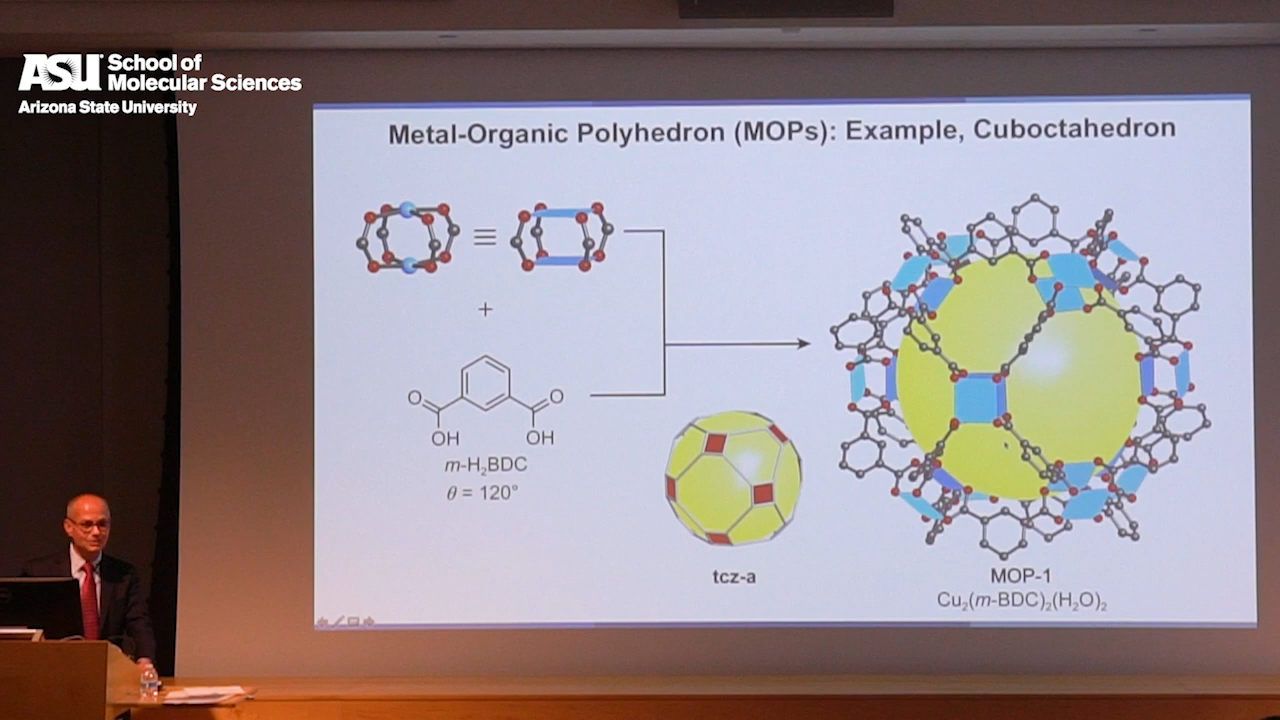 ASU School of
Molecular Sciences
Arizona State University
Metal-Organic Polyhedron (MOPs): Example, Cuboctahedron
≡
+
O
O
OH
OH
m-H₂BDC
θ = 120°
tcz-a
MOP-1
Cu₂(m-BDC)₂(H₂O)₂